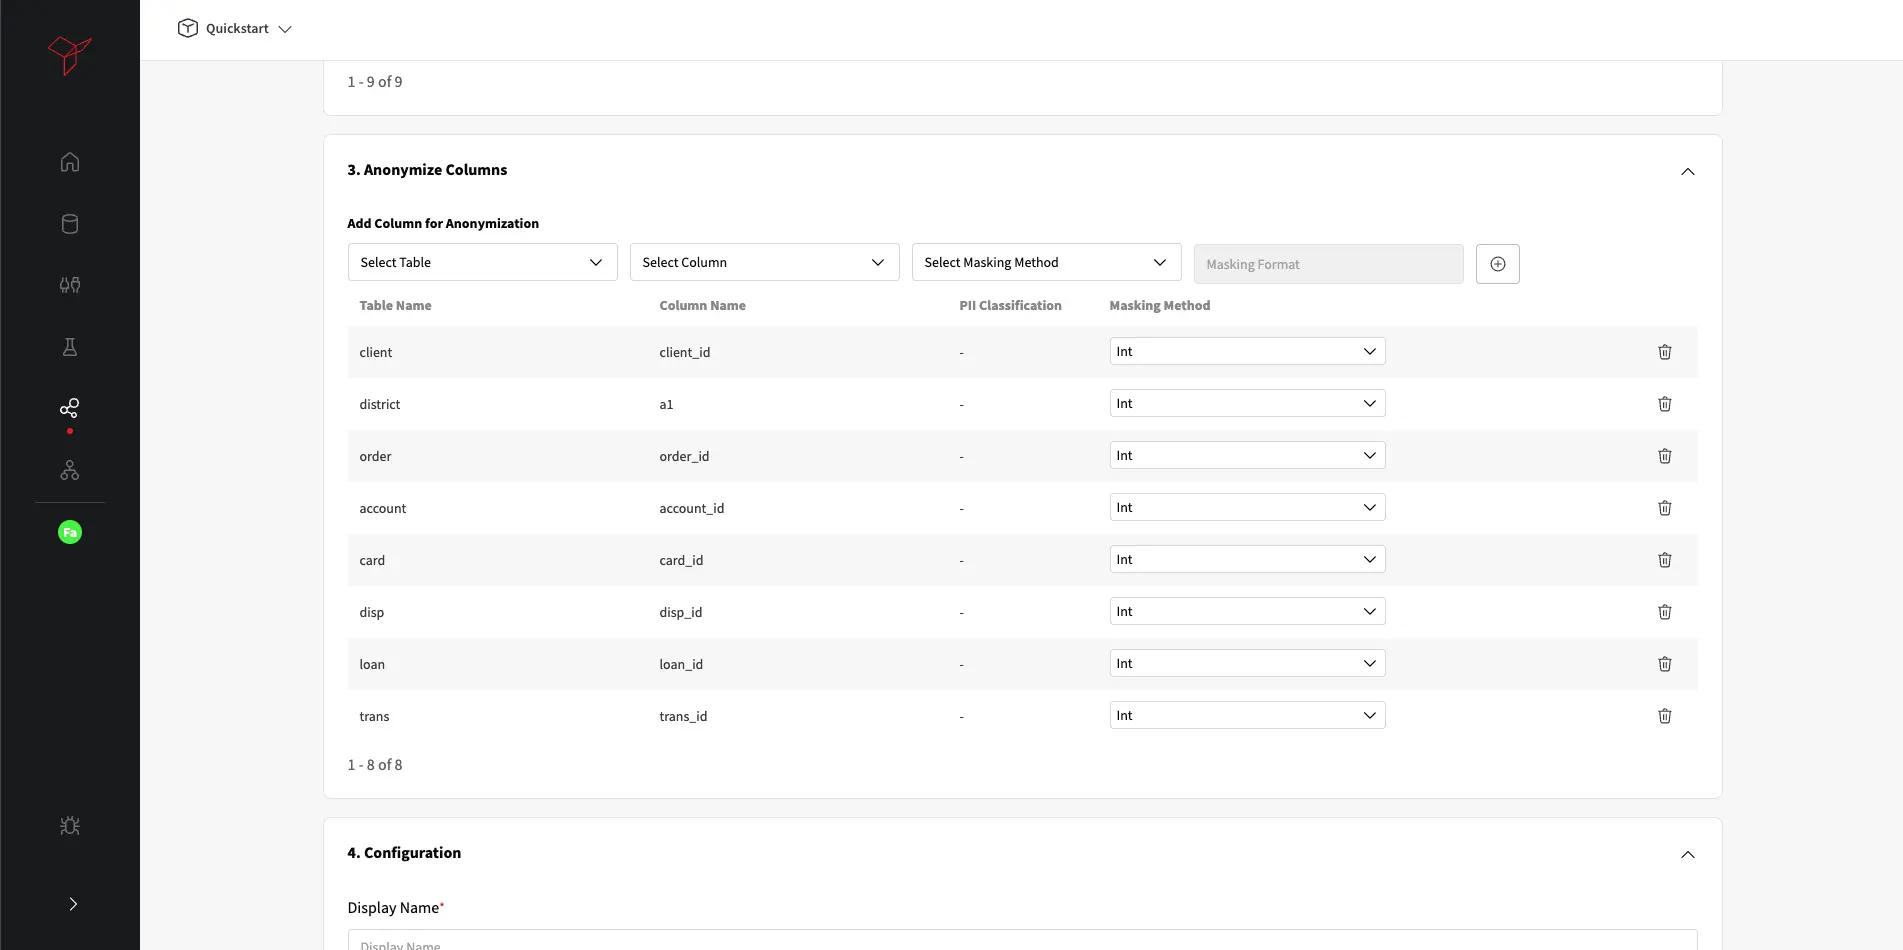 Quickstart
1 - 9 of 9
3. Anonymize Columns
Add Column for Anonymization
Select Table Select Column Select Masking Method Masking Format
Table Name Column Name PII Classification Masking Method
client client_id - Int
district a1 - Int
order order_id - Int
account account_id - Int
card card_id - Int
disp disp_id - Int
loan loan_id - Int
trans trans_id - Int
1 - 8 of 8
Fa
4. Configuration
Display Name*
Display Name